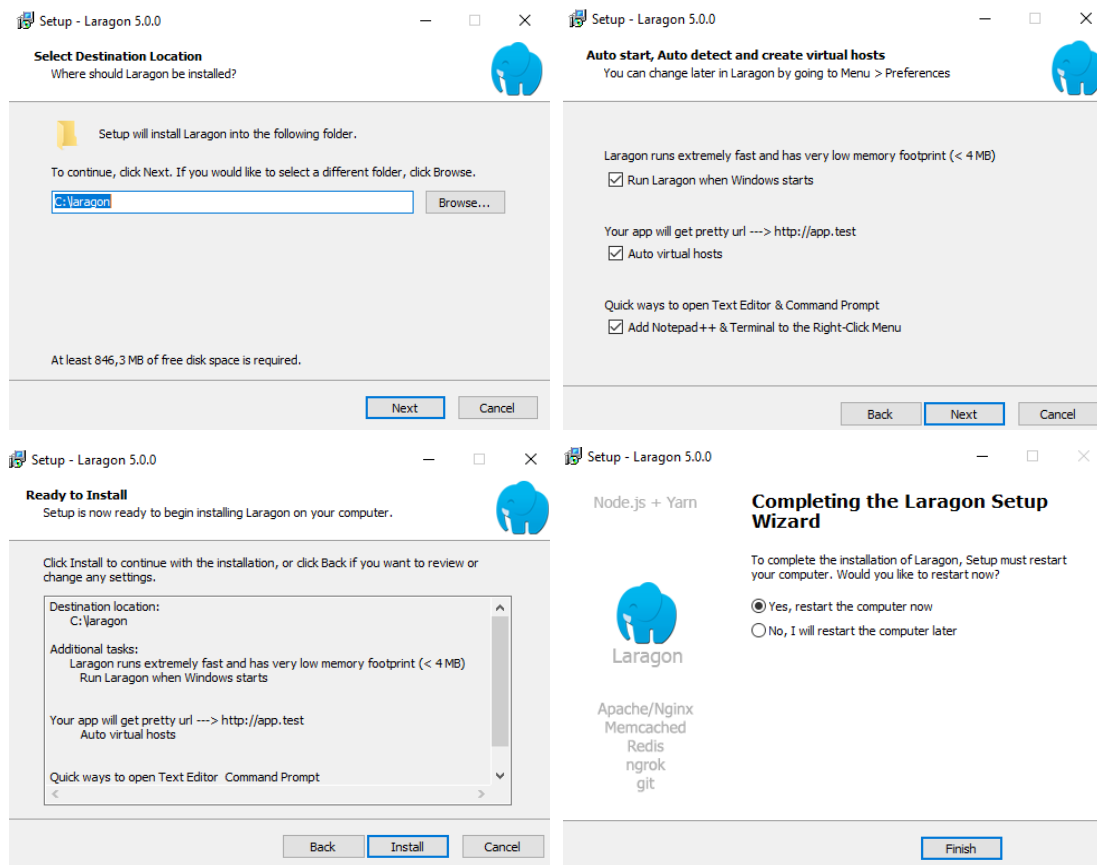 Setup - Laragon 5.0.0
Select Destination Location
Where should Laragon be installed?
Setup will install Laragon into the following folder.
To continue, click Next. If you would like to select a different folder, click Browse.
C:\laragon
Browse...
At least 846,3 MB of free disk space is required.
Next
Cancel
Setup - Laragon 5.0.0
Auto start, Auto detect and create virtual hosts
You can change later in Laragon by going to Menu > Preferences
Laragon runs extremely fast and has very low memory footprint (< 4 MB)
Run Laragon when Windows starts
Your app will get pretty url ---> http://app.test
Auto virtual hosts
Quick ways to open Text Editor & Command Prompt
Add Notepad++ & Terminal to the Right-Click Menu
Back
Next
Cancel
Setup - Laragon 5.0.0
Ready to Install
Setup is now ready to begin installing Laragon on your computer.
Click Install to continue with the installation, or click Back if you want to review or
change any settings.
Destination location:
C:\laragon
Additional tasks:
Laragon runs extremely fast and has very low memory footprint (< 4 MB)
Run Laragon when Windows starts
Your app will get pretty url ---> http://app.test
Auto virtual hosts
Quick ways to open Text Editor  Command Prompt
Back
Install
Cancel
Setup - Laragon 5.0.0
Node.js + Yarn
Laragon
Apache/Nginx
Memcached
Redis
ngrok
git
Completing the Laragon Setup
Wizard
To complete the installation of Laragon, Setup must restart
your computer. Would you like to restart now?
Yes, restart the computer now
No, I will restart the computer later
Finish